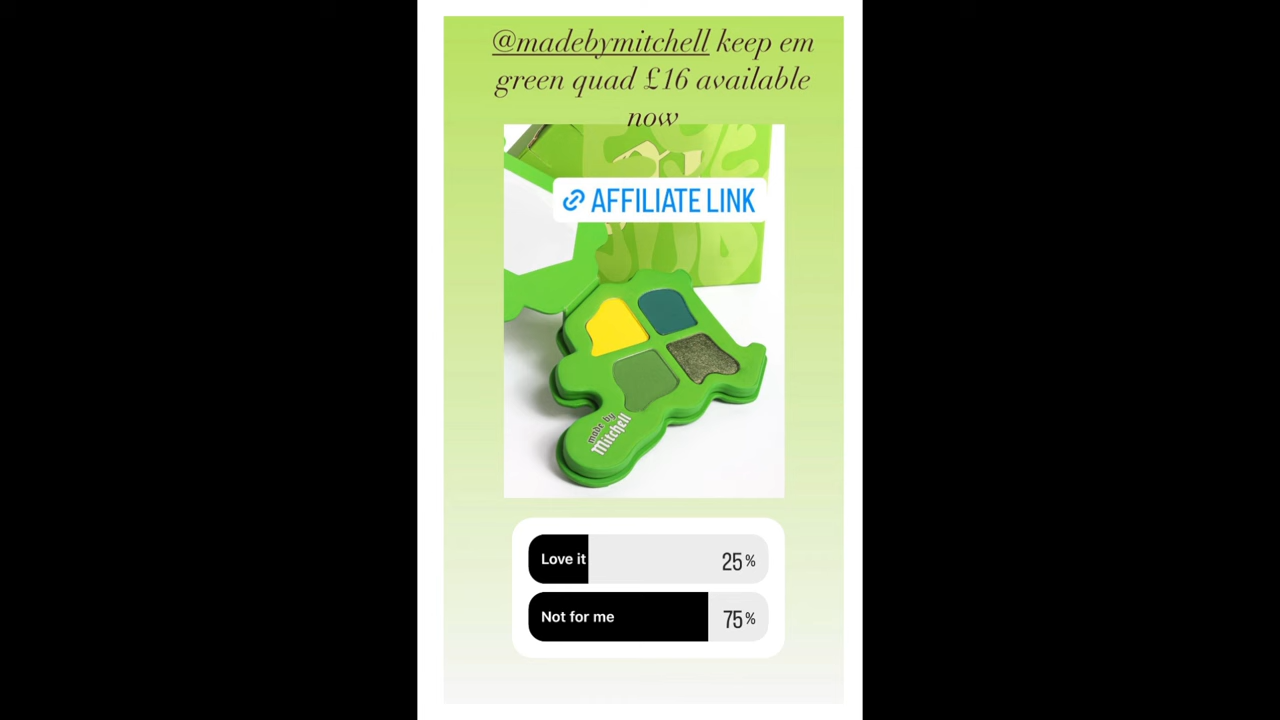 @madebymitchell keep em
green quad £16 available
now
AFFILIATE LINK
made by
Mitchell
Love it 25%
Not for me 75%